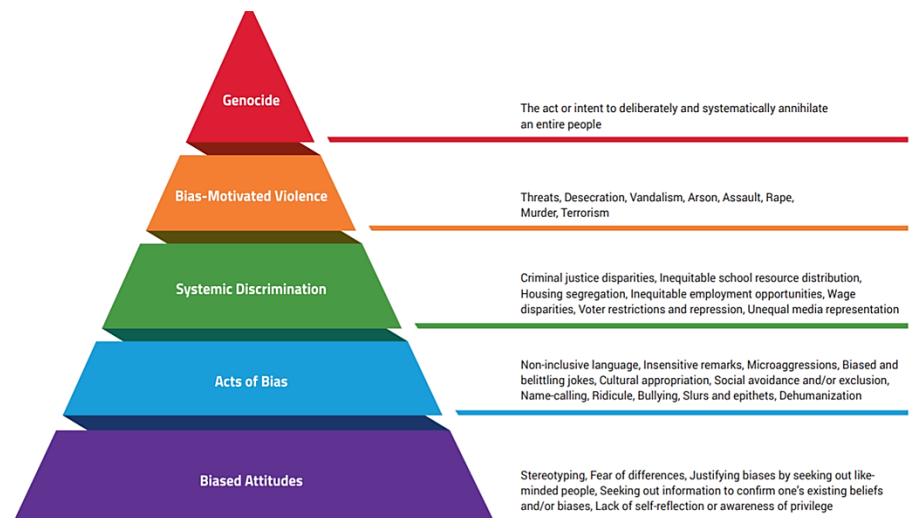 Genocide
The act or intent to deliberately and systematically annihilate
an entire people
Bias-Motivated Violence
Threats, Desecration, Vandalism, Arson, Assault, Rape,
Murder, Terrorism
Systemic Discrimination
Criminal justice disparities, Inequitable school resource distribution,
Housing segregation, Inequitable employment opportunities, Wage
disparities, Voter restrictions and repression, Unequal media representation
Acts of Bias
Non-inclusive language, Insensitive remarks, Microaggressions, Biased and
belittling jokes, Cultural appropriation, Social avoidance and/or exclusion,
Name-calling, Ridicule, Bullying, Slurs and epithets, Dehumanization
Biased Attitudes
Stereotyping, Fear of differences, Justifying biases by seeking out like-
minded people, Seeking out information to confirm one's existing beliefs
and/or biases, Lack of self-reflection or awareness of privilege